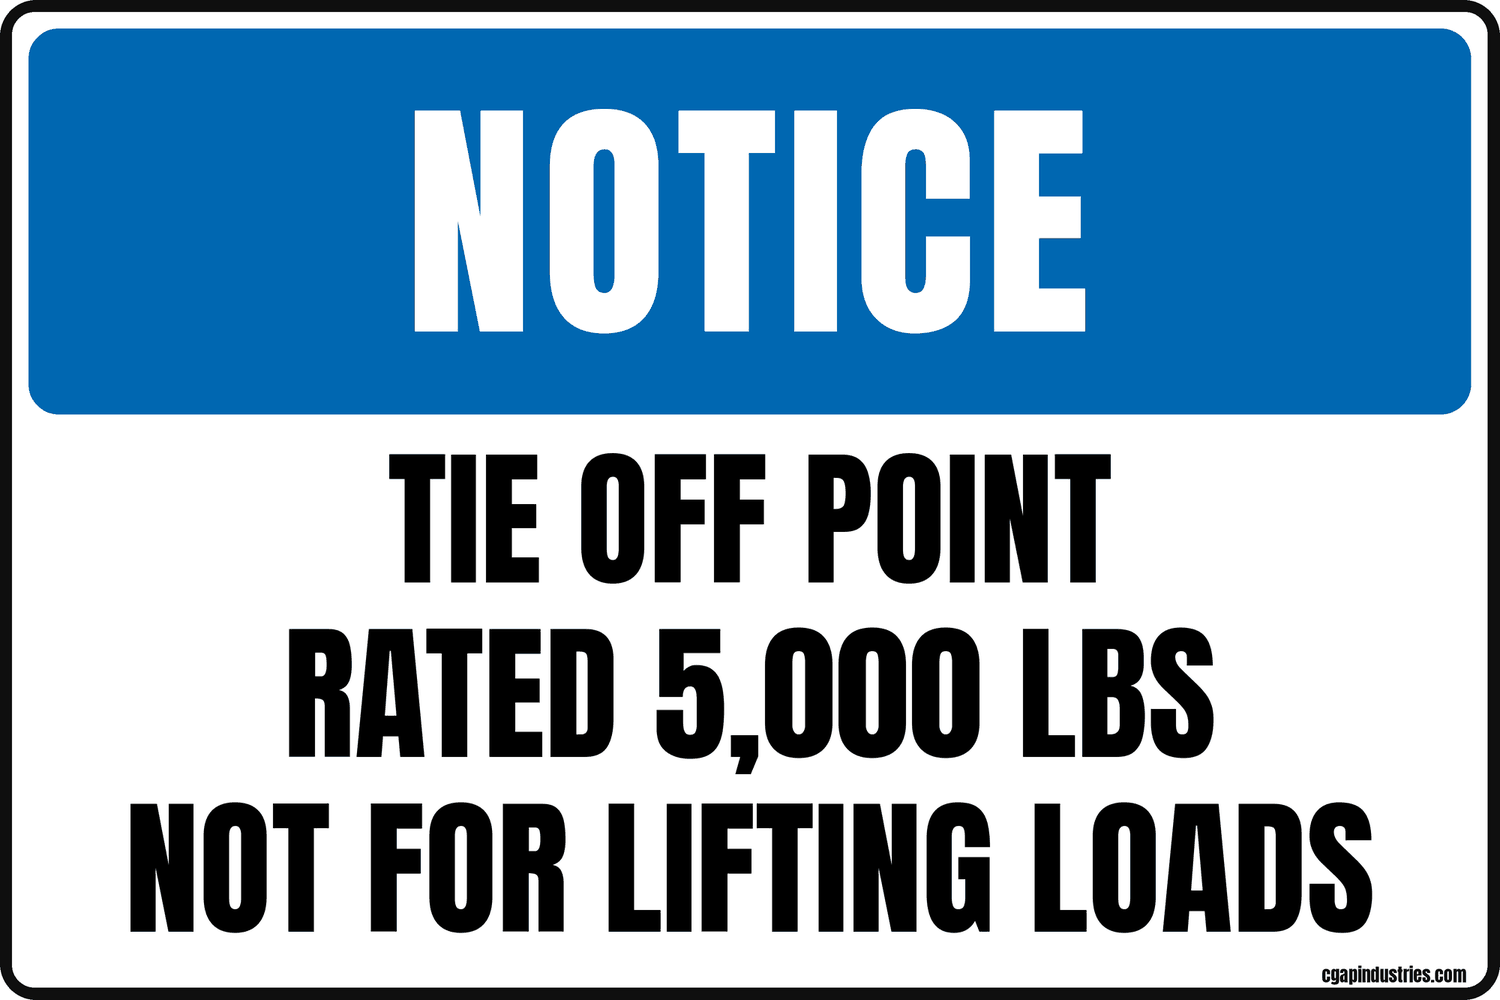 NOTICE
TIE OFF POINT
RATED 5,000 LBS
NOT FOR LIFTING LOADS
cgapindustries.com